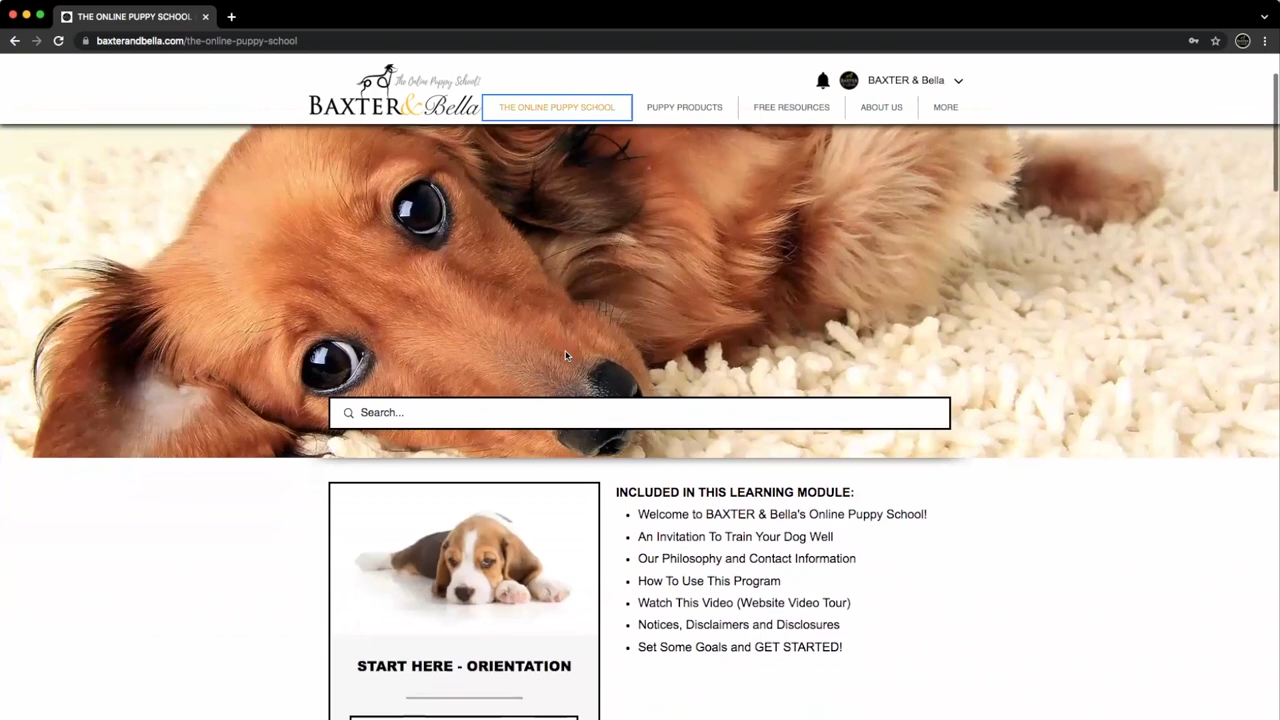 THE ONLINE PUPPY SCHOOL
baxterandbella.com/the-online-puppy-school
The Online Puppy School!
BAXTER & Bella
BAXTER&Bella
THE ONLINE PUPPY SCHOOL
PUPPY PRODUCTS
FREE RESOURCES
ABOUT US
MORE
Search...
INCLUDED IN THIS LEARNING MODULE:
• Welcome to BAXTER & Bella's Online Puppy School!
• An Invitation To Train Your Dog Well
• Our Philosophy and Contact Information
• How To Use This Program
• Watch This Video (Website Video Tour)
• Notices, Disclaimers and Disclosures
• Set Some Goals and GET STARTED!
START HERE - ORIENTATION